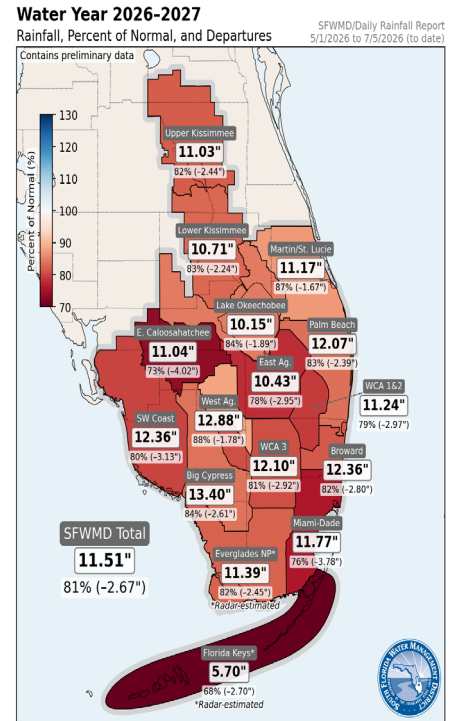 Water Year 2026–2027
Rainfall, Percent of Normal, and Departures
SFWMD/Daily Rainfall Report
5/1/2026 to 7/5/2026 (to date)
Contains preliminary data
130
120
110
100
90
80
70
Percent of Normal (%)
Upper Kissimmee
11.03"
82% (−2.44")
Lower Kissimmee
10.71"
83% (−2.24")
Martin/St. Lucie
11.17"
87% (−1.67")
Lake Okeechobee
10.15"
84% (−1.89")
E. Caloosahatchee
11.04"
73% (−4.02")
Palm Beach
12.07"
83% (−2.39")
East Ag.
10.43"
78% (−2.95")
WCA 1&2
11.24"
79% (−2.97")
West Ag.
12.88"
88% (−1.78")
SW Coast
12.36"
80% (−3.13")
WCA 3
12.10"
81% (−2.92")
Broward
12.36"
82% (−2.80")
Big Cypress
13.40"
84% (−2.61")
Miami-Dade
11.77"
76% (−3.78")
SFWMD Total
11.51"
81% (−2.67")
Everglades NP*
11.39"
82% (−2.45")
*Radar-estimated
Florida Keys*
5.70"
68% (−2.70")
*Radar-estimated
SOUTH FLORIDA WATER MANAGEMENT DISTRICT